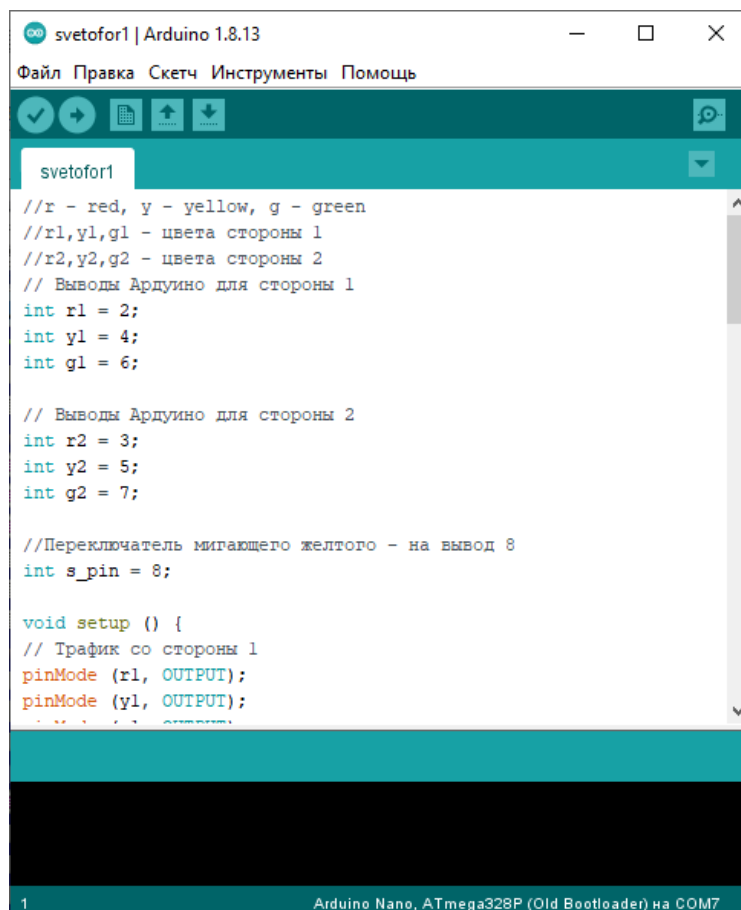 svetofor1 | Arduino 1.8.13
Файл Правка Скетч Инструменты Помощь
svetofor1
//r - red, y - yellow, g - green
//r1,y1,g1 - цвета стороны 1
//r2,y2,g2 - цвета стороны 2
// Выводы Ардуино для стороны 1
int r1 = 2;
int y1 = 4;
int g1 = 6;
// Выводы Ардуино для стороны 2
int r2 = 3;
int y2 = 5;
int g2 = 7;
//Переключатель мигающего желтого - на вывод 8
int s_pin = 8;
void setup () {
// Трафик со стороны 1
pinMode (r1, OUTPUT);
pinMode (y1, OUTPUT);
1 Arduino Nano, ATmega328P (Old Bootloader) на COM7